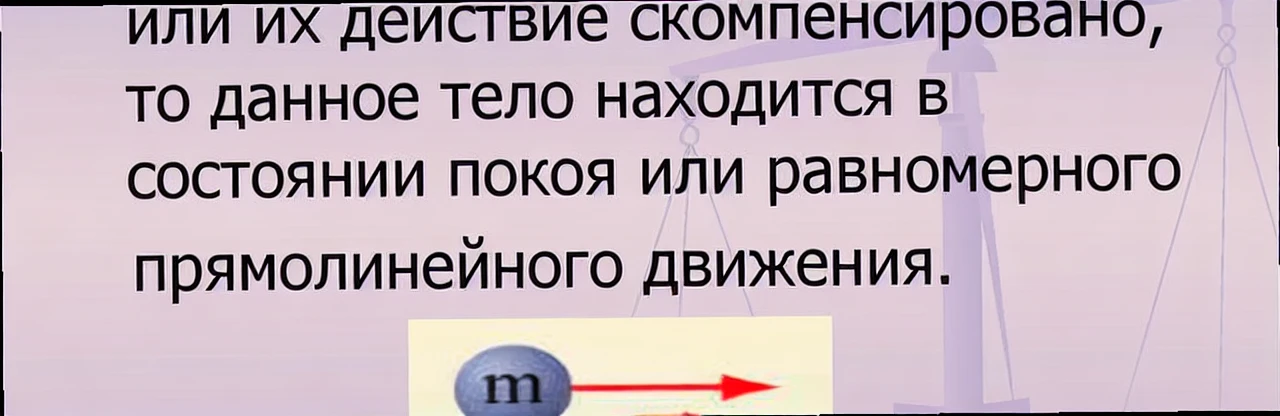 или их действие скомпенсировано,
то данное тело находится в
состоянии покоя или равномерного
прямолинейного движения.
m